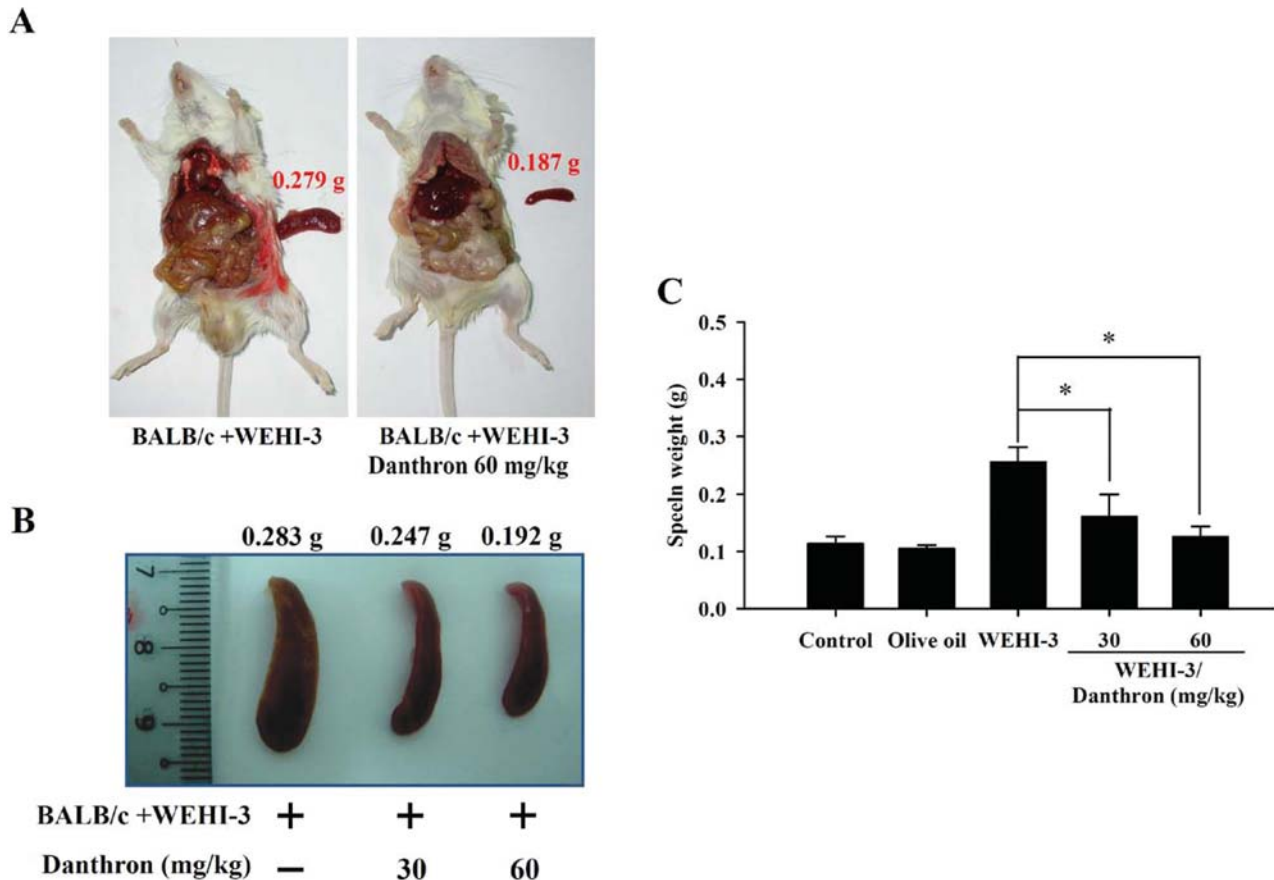 A
0.279 g
0.187 g
BALB/c +WEHI-3
BALB/c +WEHI-3
Danthron 60 mg/kg
B
0.283 g 0.247 g 0.192 g
7
8
9
BALB/c +WEHI-3 + + +
Danthron (mg/kg) − 30 60
C
Speeln weight (g)
0.5
0.4
0.3
0.2
0.1
0.0
*
*
Control Olive oil WEHI-3 30 60
WEHI-3/
Danthron (mg/kg)